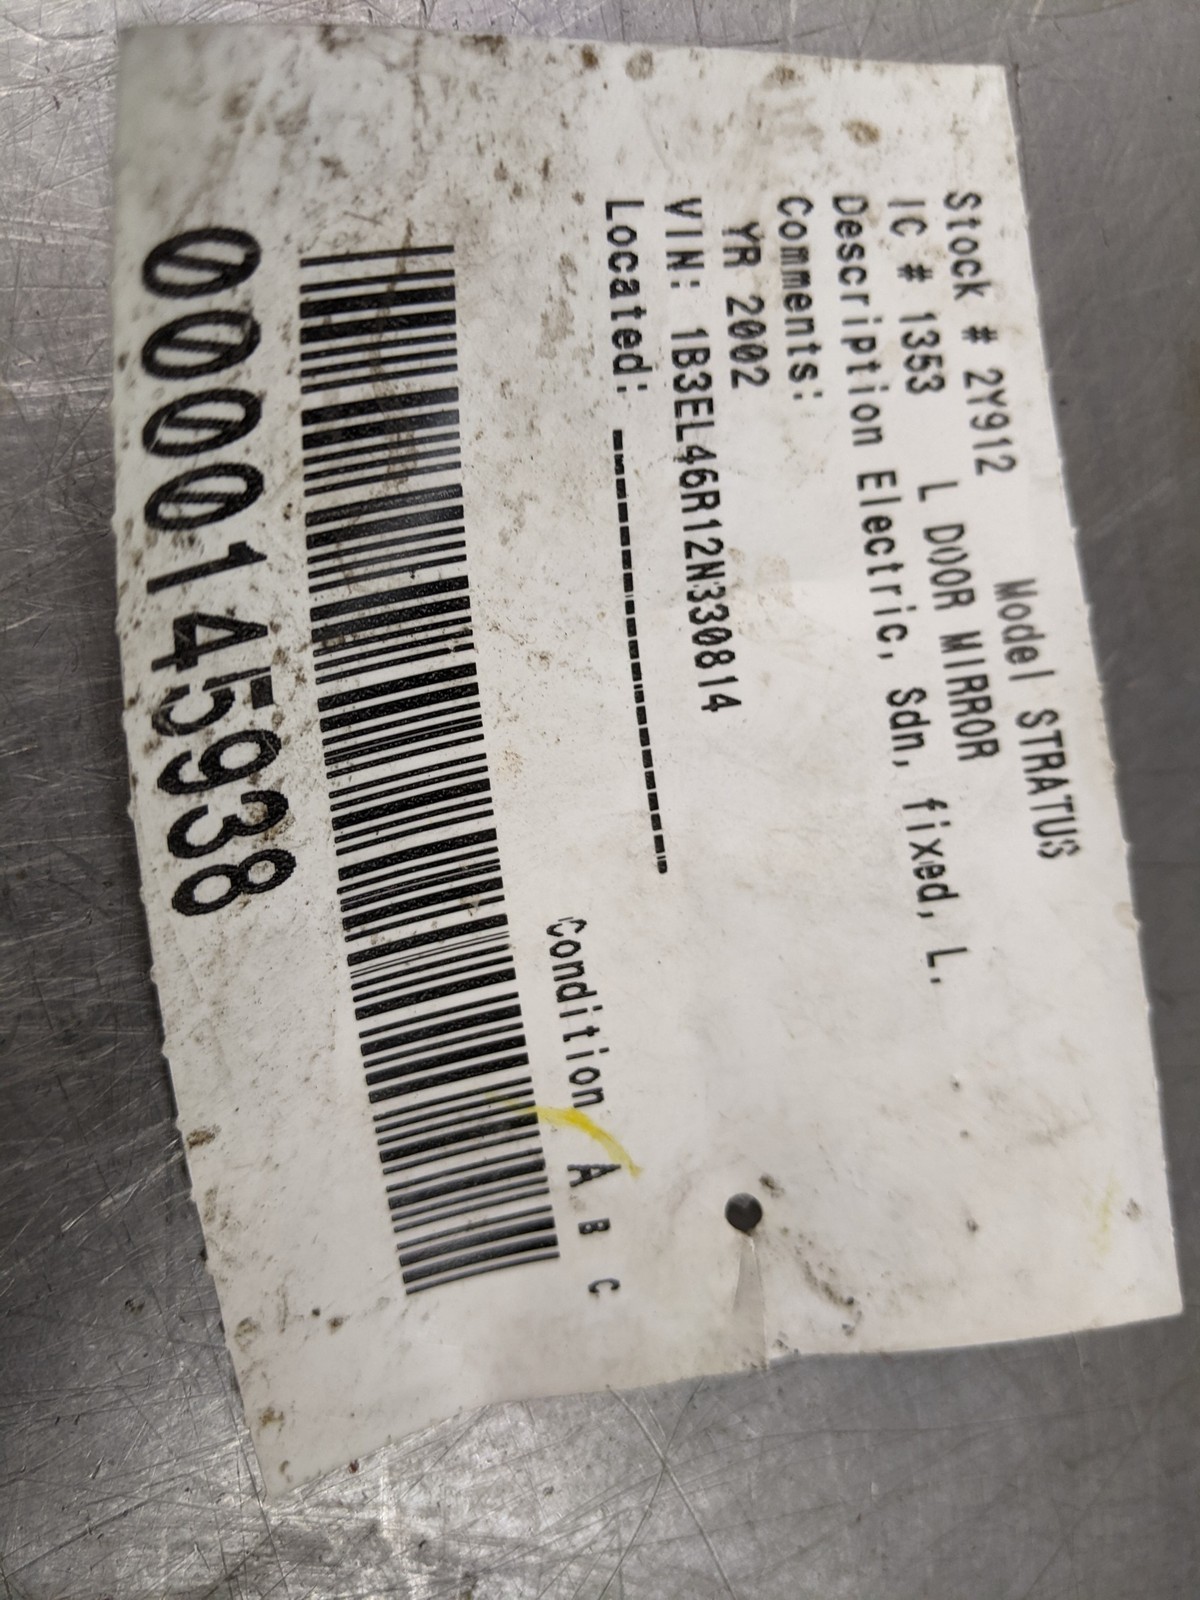 Stock # 2Y912 Model STRATUS
IC # 1353 L DOOR MIRROR
Description Electric, Sdn, fixed, L.
Comments:
YR 2002
VIN: 1B3EL46R12N330814
Located: ----------------
Condition A B C
0000145938